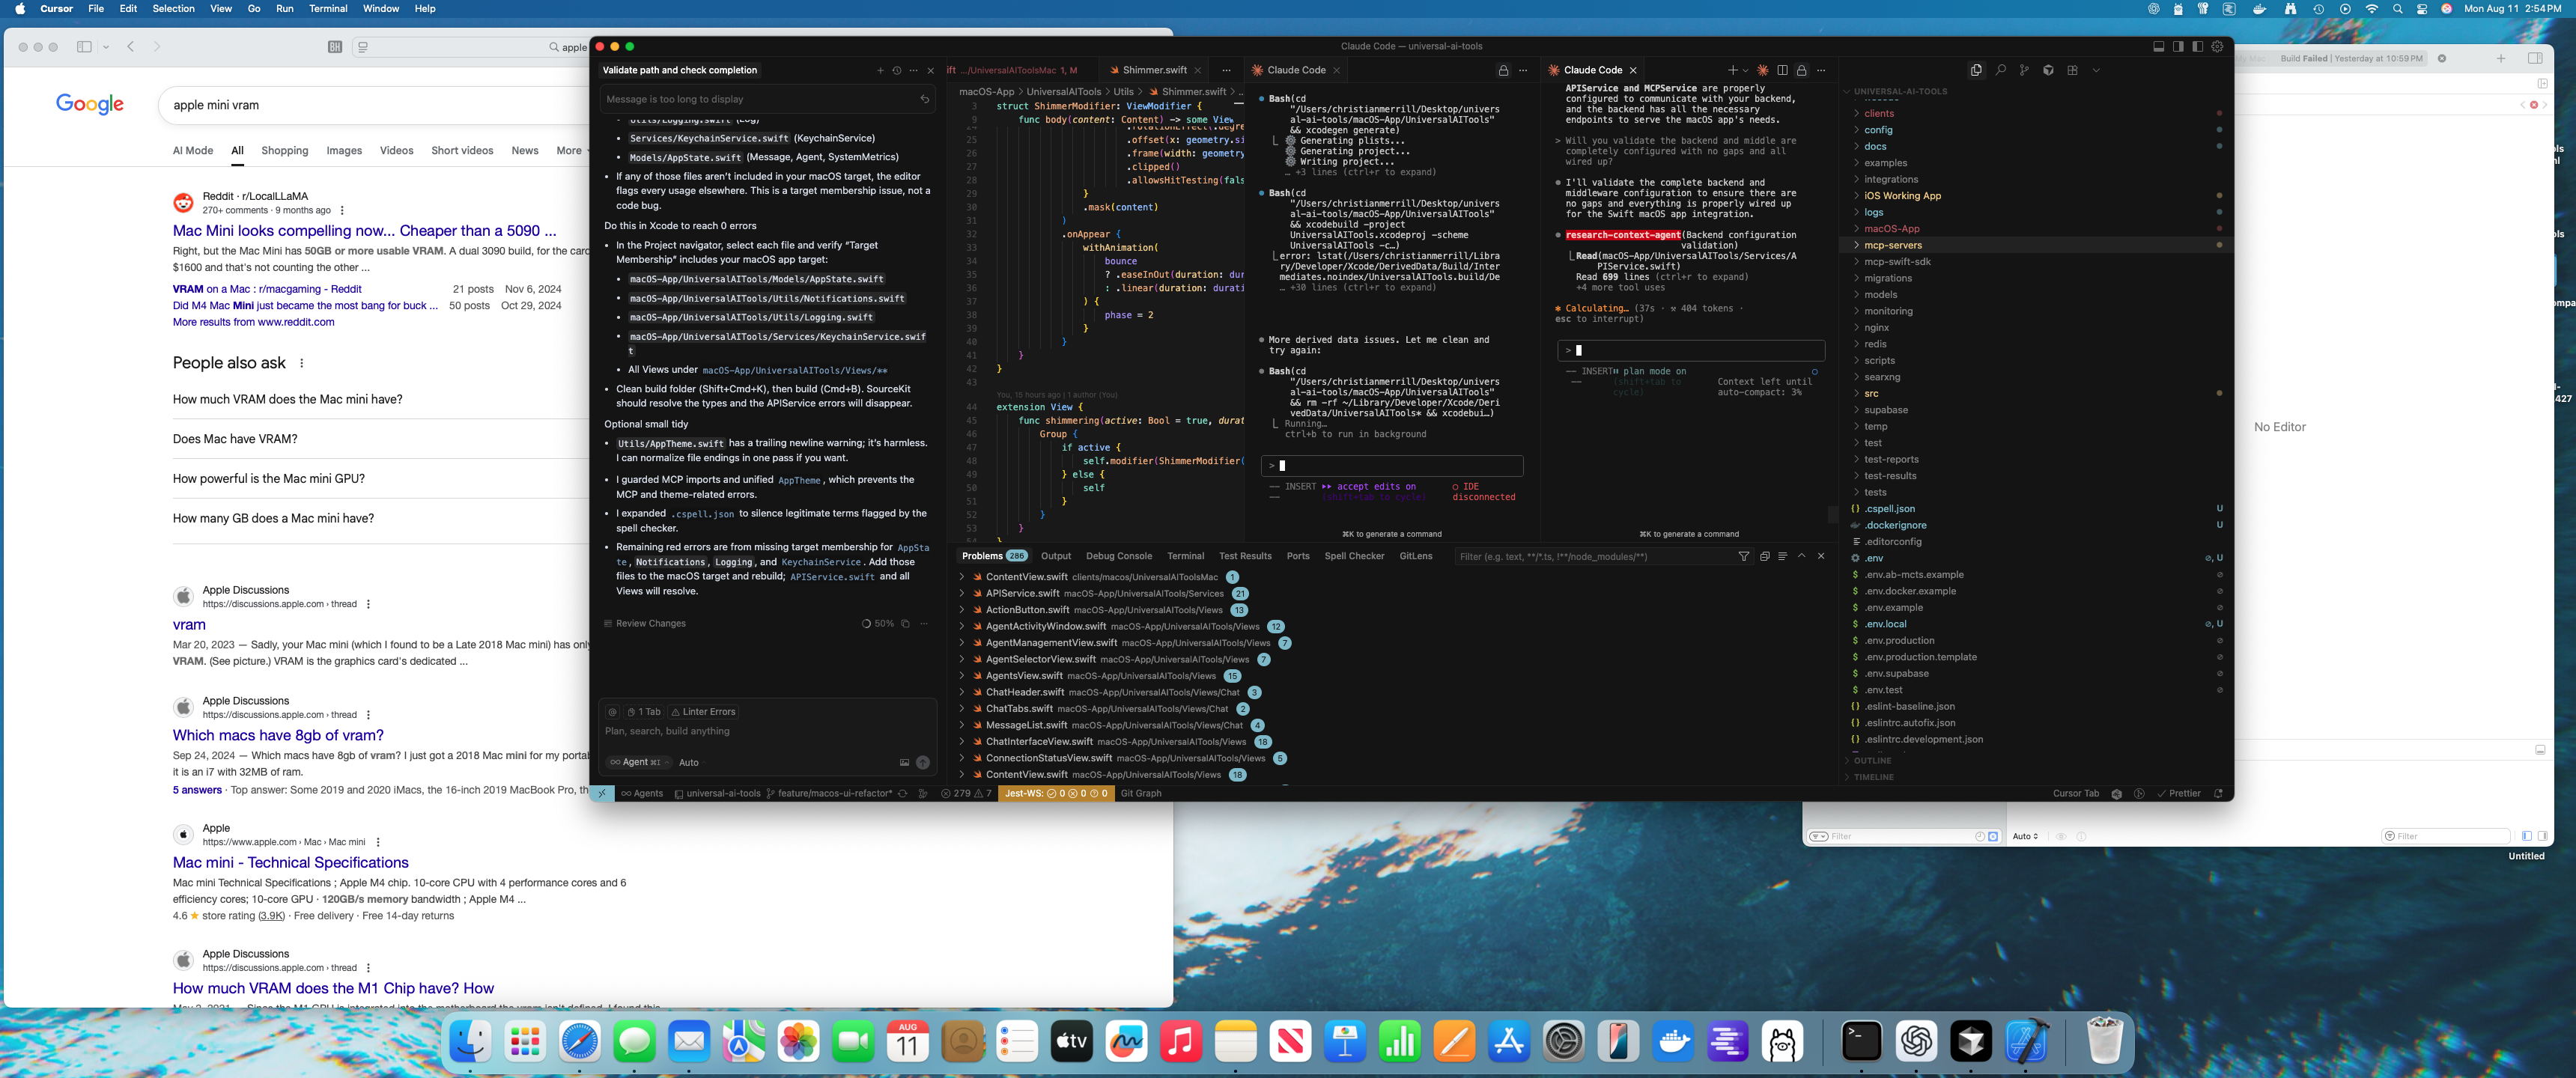 Cursor File Edit Selection View Go Run Terminal Window Help
Mon Aug 11 2:54 PM
BH
apple
Google
apple mini vram
AI Mode All Shopping Images Videos Short videos News More
Reddit · r/LocalLLaMA
270+ comments · 9 months ago
Mac Mini looks compelling now... Cheaper than a 5090 ...
Right, but the Mac Mini has 50GB or more usable VRAM. A dual 3090 build, for the card
$1600 and that's not counting the other ...
VRAM on a Mac : r/macgaming - Reddit 21 posts Nov 6, 2024
Did M4 Mac Mini just became the most bang for buck ... 50 posts Oct 29, 2024
More results from www.reddit.com
People also ask
How much VRAM does the Mac mini have?
Does Mac have VRAM?
How powerful is the Mac mini GPU?
How many GB does a Mac mini have?
Apple Discussions
https://discussions.apple.com › thread
vram
Mar 20, 2023 — Sadly, your Mac mini (which I found to be a Late 2018 Mac mini) has only
VRAM. (See picture.) VRAM is the graphics card's dedicated ...
Apple Discussions
https://discussions.apple.com › thread
Which macs have 8gb of vram?
Sep 24, 2024 — Which macs have 8gb of vram? I just got a 2018 Mac mini for my portal
it is an i7 with 32MB of ram.
5 answers · Top answer: Some 2019 and 2020 iMacs, the 16-inch 2019 MacBook Pro, th
Apple
https://www.apple.com › Mac › Mac mini
Mac mini - Technical Specifications
Mac mini Technical Specifications ; Apple M4 chip. 10-core CPU with 4 performance cores and 6
efficiency cores; 10-core GPU · 120GB/s memory bandwidth ; Apple M4 ...
4.6 ★ store rating (3.9K) · Free delivery · Free 14-day returns
Apple Discussions
https://discussions.apple.com › thread
How much VRAM does the M1 Chip have? How
Claude Code — universal-ai-tools
Validate path and check completion
Message is too long to display
Utils/Logging.swift (Log)
Services/KeychainService.swift (KeychainService)
Models/AppState.swift (Message, Agent, SystemMetrics)
If any of those files aren't included in your macOS target, the editor
flags every usage elsewhere. This is a target membership issue, not a
code bug.
Do this in Xcode to reach 0 errors
In the Project navigator, select each file and verify "Target
Membership" includes your macOS app target:
macOS-App/UniversalAITools/Models/AppState.swift
macOS-App/UniversalAITools/Utils/Notifications.swift
macOS-App/UniversalAITools/Utils/Logging.swift
macOS-App/UniversalAITools/Services/KeychainService.swif
t
All Views under macOS-App/UniversalAITools/Views/**
Clean build folder (Shift+Cmd+K), then build (Cmd+B). SourceKit
should resolve the types and the APIService errors will disappear.
Optional small tidy
Utils/AppTheme.swift has a trailing newline warning; it's harmless.
I can normalize file endings in one pass if you want.
I guarded MCP imports and unified AppTheme, which prevents the
MCP and theme-related errors.
I expanded .cspell.json to silence legitimate terms flagged by the
spell checker.
Remaining red errors are from missing target membership for AppSta
te, Notifications, Logging, and KeychainService. Add those
files to the macOS target and rebuild; APIService.swift and all
Views will resolve.
Review Changes 50%
@ 1 Tab Linter Errors
Plan, search, build anything
Agent ⌘I Auto
ift .../UniversalAIToolsMac 1, M
Shimmer.swift
macOS-App > UniversalAITools > Utils > Shimmer.swift > ...
3 struct ShimmerModifier: ViewModifier {
9 func body(content: Content) -> some View
24 .rotationEffect(.degre
25 .offset(x: geometry.si
26 .frame(width: geometry
27 .clipped()
28 .allowsHitTesting(fals
29 }
30 .mask(content)
31 )
32 .onAppear {
33 withAnimation(
34 bounce
35 ? .easeInOut(duration: dur
36 : .linear(duration: durati
37 ) {
38 phase = 2
39 }
40 }
41 }
42 }
43
You, 15 hours ago | 1 author (You)
44 extension View {
45 func shimmering(active: Bool = true, durat
46 Group {
47 if active {
48 self.modifier(ShimmerModifier(
49 } else {
50 self
51 }
52 }
53 }
54 }
Claude Code
Bash(cd
"/Users/christianmerrill/Desktop/univers
al-ai-tools/macOS-App/UniversalAITools"
&& xcodegen generate)
Generating plists...
Generating project...
Writing project...
… +3 lines (ctrl+r to expand)
Bash(cd
"/Users/christianmerrill/Desktop/univers
al-ai-tools/macOS-App/UniversalAITools"
&& xcodebuild -project
UniversalAITools.xcodeproj -scheme
UniversalAITools -c…)
error: lstat(/Users/christianmerrill/Libra
ry/Developer/Xcode/DerivedData/Build/Inter
mediates.noindex/UniversalAITools.build/De
… +30 lines (ctrl+r to expand)
More derived data issues. Let me clean and
try again:
Bash(cd
"/Users/christianmerrill/Desktop/univers
al-ai-tools/macOS-App/UniversalAITools"
&& rm -rf ~/Library/Developer/Xcode/Deri
vedData/UniversalAITools* && xcodebui…)
Running…
ctrl+b to run in background
>
-- INSERT ⏵⏵ accept edits on ○ IDE
-- (shift+tab to cycle) disconnected
⌘K to generate a command
Claude Code
APIService and MCPService are properly
configured to communicate with your backend,
and the backend has all the necessary
endpoints to serve the macOS app's needs.
> Will you validate the backend and middle are
completely configured with no gaps and all
wired up?
I'll validate the complete backend and
middleware configuration to ensure there are
no gaps and everything is properly wired up
for the Swift macOS app integration.
research-context-agent(Backend configuration
validation)
Read(macOS-App/UniversalAITools/Services/A
PIService.swift)
Read 699 lines (ctrl+r to expand)
+4 more tool uses
Calculating… (37s · 404 tokens ·
esc to interrupt)
>
-- INSERT plan mode on
-- (shift+tab to Context left until
cycle) auto-compact: 3%
⌘K to generate a command
Problems 286 Output Debug Console Terminal Test Results Ports Spell Checker GitLens
Filter (e.g. text, **/*.ts, !**/node_modules/**)
ContentView.swift clients/macos/UniversalAIToolsMac 1
APIService.swift macOS-App/UniversalAITools/Services 21
ActionButton.swift macOS-App/UniversalAITools/Views 13
AgentActivityWindow.swift macOS-App/UniversalAITools/Views 12
AgentManagementView.swift macOS-App/UniversalAITools/Views 7
AgentSelectorView.swift macOS-App/UniversalAITools/Views 7
AgentsView.swift macOS-App/UniversalAITools/Views 15
ChatHeader.swift macOS-App/UniversalAITools/Views/Chat 3
ChatTabs.swift macOS-App/UniversalAITools/Views/Chat 2
MessageList.swift macOS-App/UniversalAITools/Views/Chat 4
ChatInterfaceView.swift macOS-App/UniversalAITools/Views 18
ConnectionStatusView.swift macOS-App/UniversalAITools/Views 5
ContentView.swift macOS-App/UniversalAITools/Views 18
UNIVERSAL-AI-TOOLS
clients
config
docs
examples
integrations
iOS Working App
logs
macOS-App
mcp-servers
mcp-swift-sdk
migrations
models
monitoring
nginx
redis
scripts
searxng
src
supabase
temp
test
test-reports
test-results
tests
.cspell.json U
.dockerignore U
.editorconfig
.env U
.env.ab-mcts.example
.env.docker.example
.env.example
.env.local U
.env.production
.env.production.template
.env.supabase
.env.test
.eslint-baseline.json
.eslintrc.autofix.json
.eslintrc.development.json
OUTLINE
TIMELINE
Agents universal-ai-tools feature/macos-ui-refactor* 279 7 Jest-WS: 0 0 0 Git Graph
Cursor Tab Prettier
Build Failed | Yesterday at 10:59 PM
No Editor
Filter
Auto
Filter
Untitled
427
AUG
11
tv